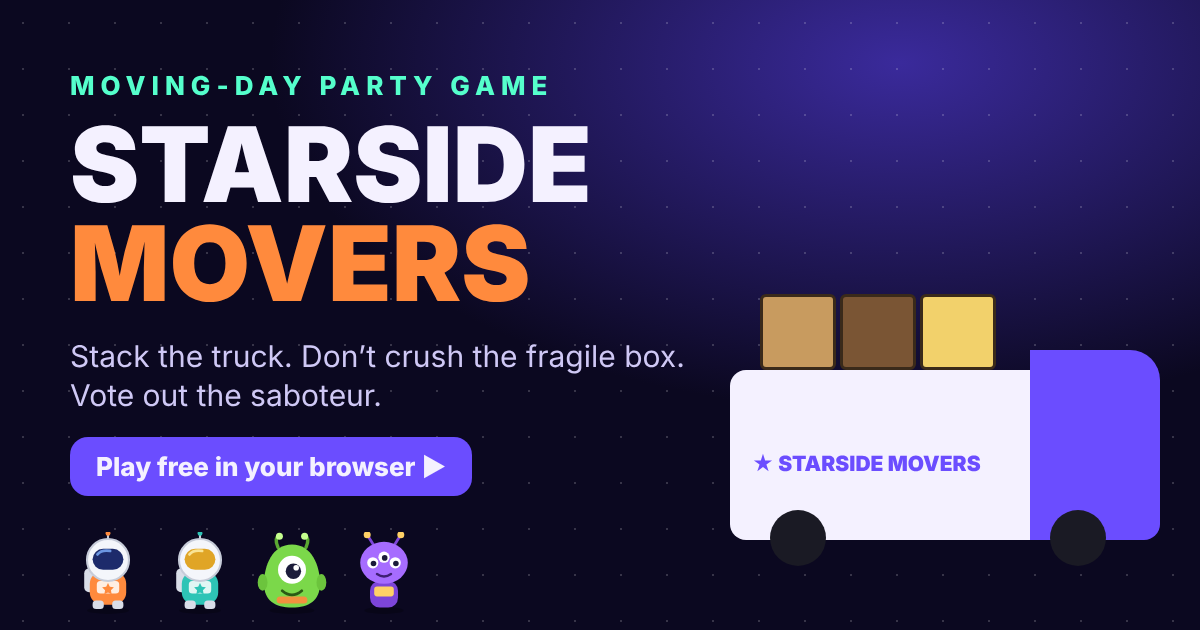 MOVING-DAY PARTY GAME
STARSIDE
MOVERS
Stack the truck. Don’t crush the fragile box.
Vote out the saboteur.
Play free in your browser ▶
★ STARSIDE MOVERS